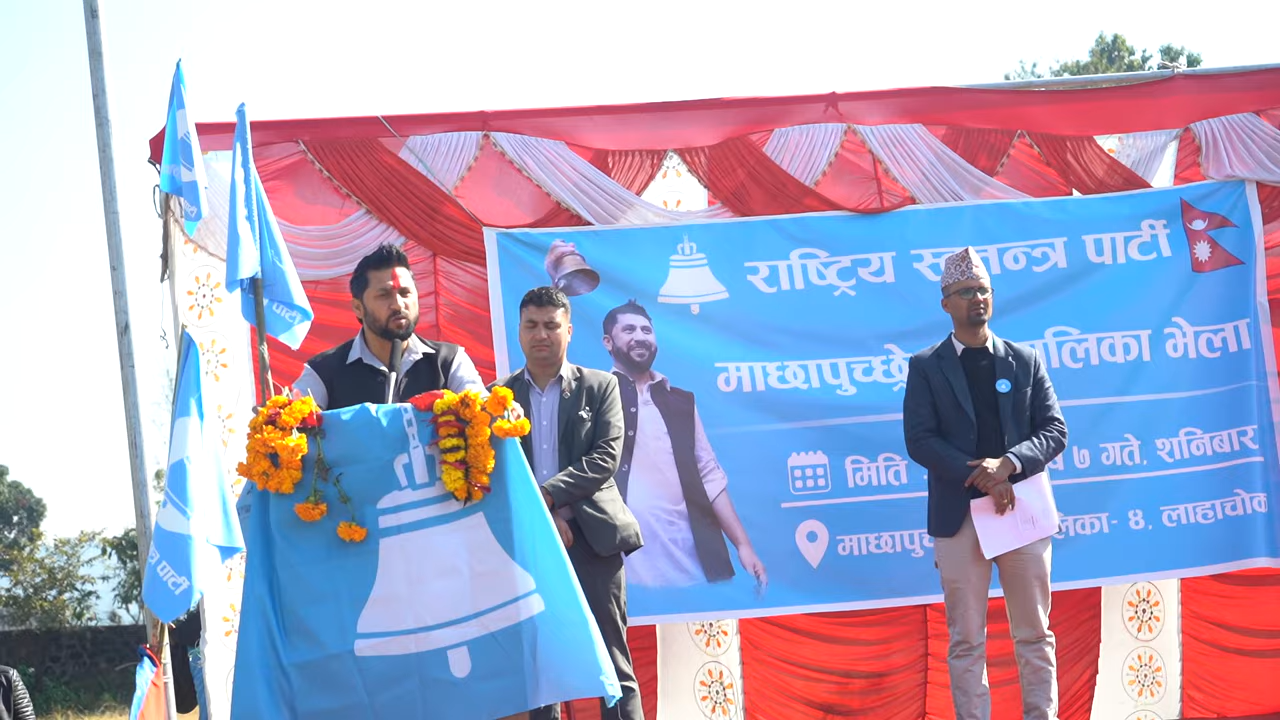 राष्ट्रिय स्वतन्त्र पार्टी
माछापुच्छ्रे भेला
मिति ७ गते, शनिबार
४, लाहाचोक
पार्टी
त्र पार्टी